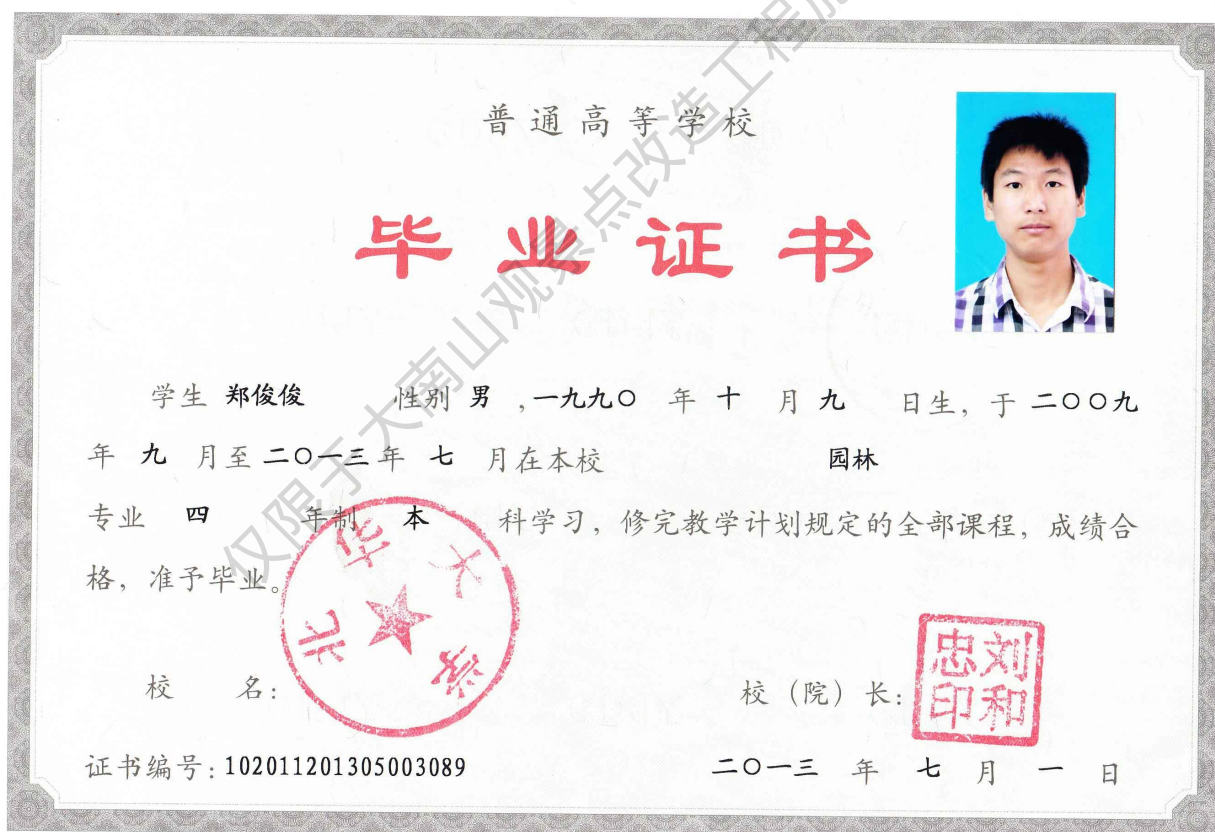 普通高等学校
毕业证书
学生 郑俊俊 性别 男 ,一九九〇 年 十 月 九 日生, 于 二〇〇九
年 九 月至 二〇一三 年 七 月在本校 园林
专业 四 年制 本 科学习, 修完教学计划规定的全部课程, 成绩合
格, 准予毕业。
北华大学
校 名:
校 (院) 长:
刘和忠印
证书编号: 102011201305003089
二〇一三 年 七 月 一 日
仅限于大南山观景点改造工程